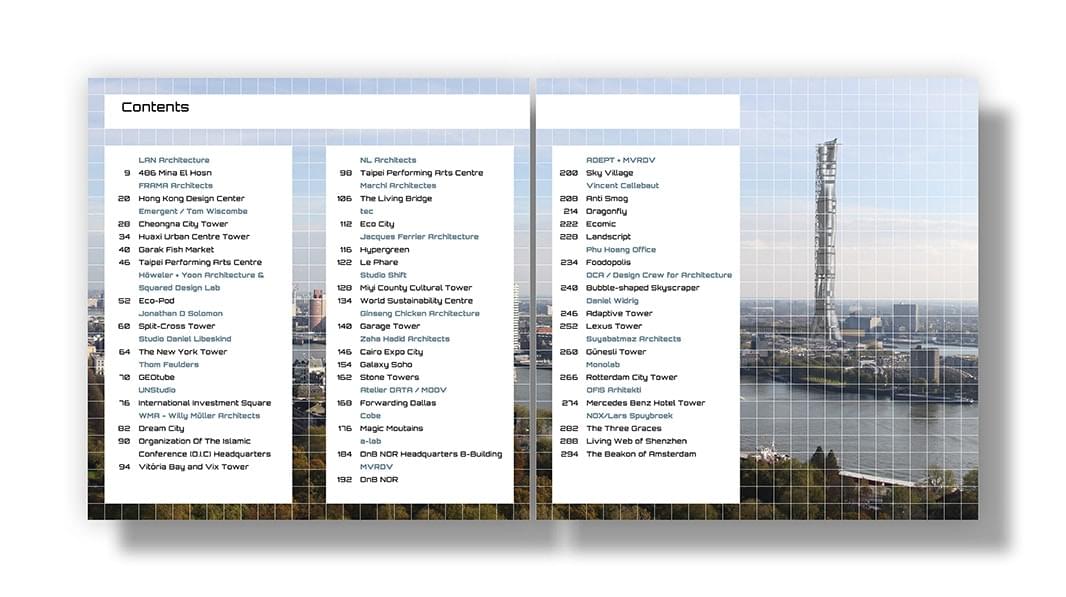 Contents
LAN Architecture
9 486 Mina El Hosn
FRAMA Architects
20 Hong Kong Design Center
Emergent / Tom Wiscombe
28 Cheongna City Tower
34 Huaxi Urban Centre Tower
40 Garak Fish Market
46 Taipei Performing Arts Centre
Höweler + Yoon Architecture &
Squared Design Lab
52 Eco-Pod
Jonathan D Solomon
60 Split-Cross Tower
Studio Daniel Libeskind
64 The New York Tower
Thom Faulders
70 GEOtube
UNStudio
76 International Investment Square
WMA - Willy Müller Architects
82 Dream City
90 Organization Of The Islamic
Conference (O.I.C) Headquarters
94 Vitória Bay and Vix Tower
NL Architects
98 Taipei Performing Arts Centre
Marchi Architectes
106 The Living Bridge
tec
112 Eco City
Jacques Ferrier Architecture
116 Hypergreen
122 Le Phare
Studio Shift
128 Miyi County Cultural Tower
134 World Sustainability Centre
Ginseng Chicken Architecture
140 Garage Tower
Zaha Hadid Architects
146 Cairo Expo City
154 Galaxy Soho
162 Stone Towers
Atelier DATA / MOOV
168 Forwarding Dallas
Cobe
176 Magic Moutains
a-lab
184 DnB NOR Headquarters B-Building
MVRDV
192 DnB NOR
ADEPT + MVRDV
200 Sky Village
Vincent Callebaut
208 Anti Smog
214 Dragonfly
222 Ecomic
228 Landscript
Phu Hoang Office
234 Foodopolis
DCA / Design Crew for Architecture
240 Bubble-shaped Skyscraper
Daniel Widrig
246 Adaptive Tower
252 Lexus Tower
Suyabatmaz Architects
260 Günesli Tower
Monolab
266 Rotterdam City Tower
OFIS Arhitekti
274 Mercedes Benz Hotel Tower
NOX/Lars Spuybroek
282 The Three Graces
288 Living Web of Shenzhen
294 The Beakon of Amsterdam